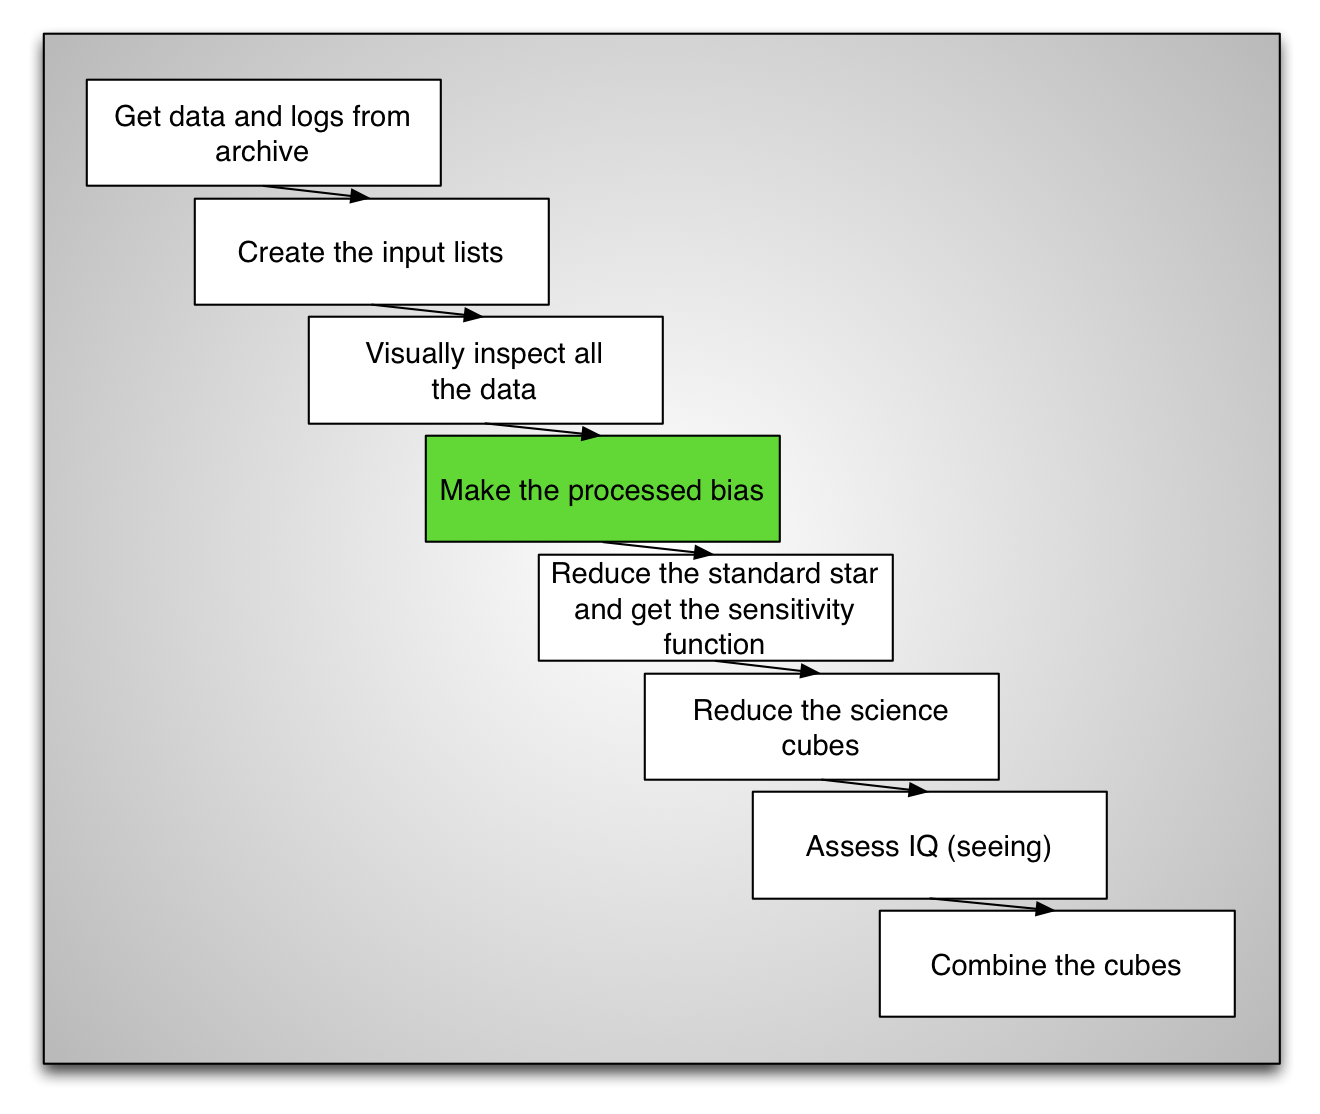 Get data and logs from
archive
Create the input lists
Visually inspect all
the data
Make the processed bias
Reduce the standard star
and get the sensitivity
function
Reduce the science
cubes
Assess IQ (seeing)
Combine the cubes